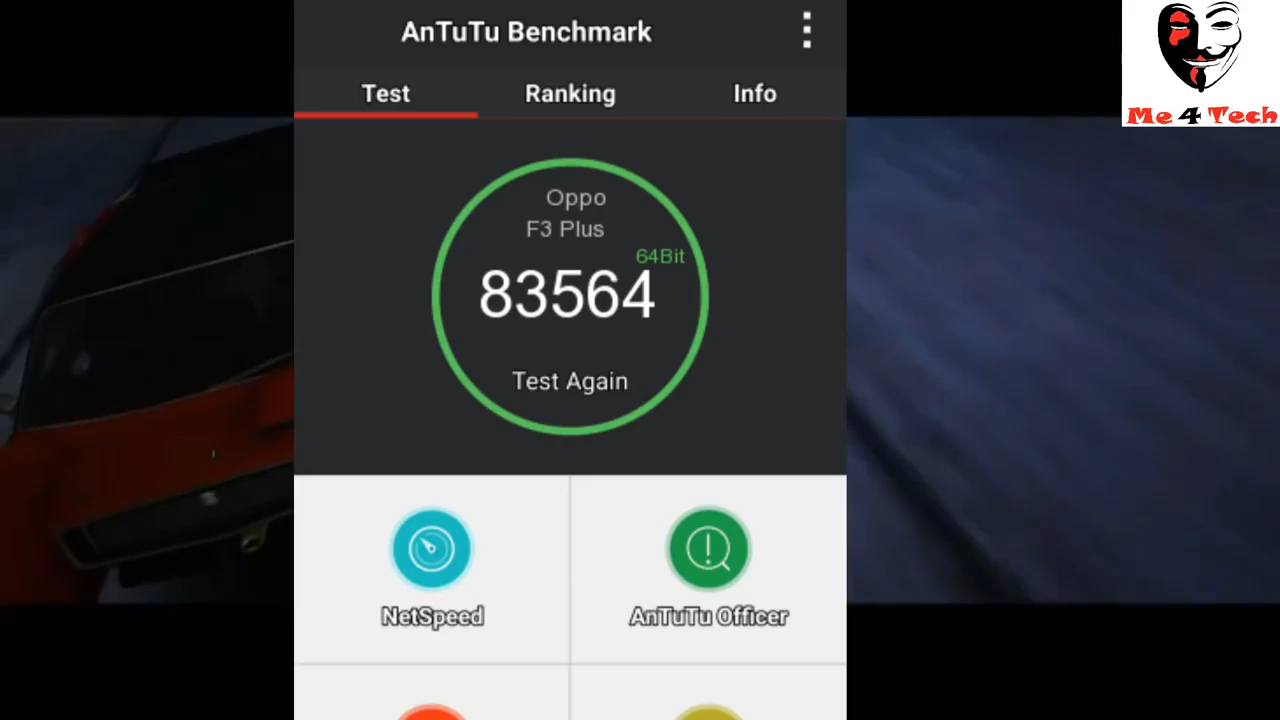 AnTuTu Benchmark
Test
Ranking
Info
Oppo
F3 Plus
64Bit
83564
Test Again
NetSpeed
AnTuTu Officer
Me 4 Tech